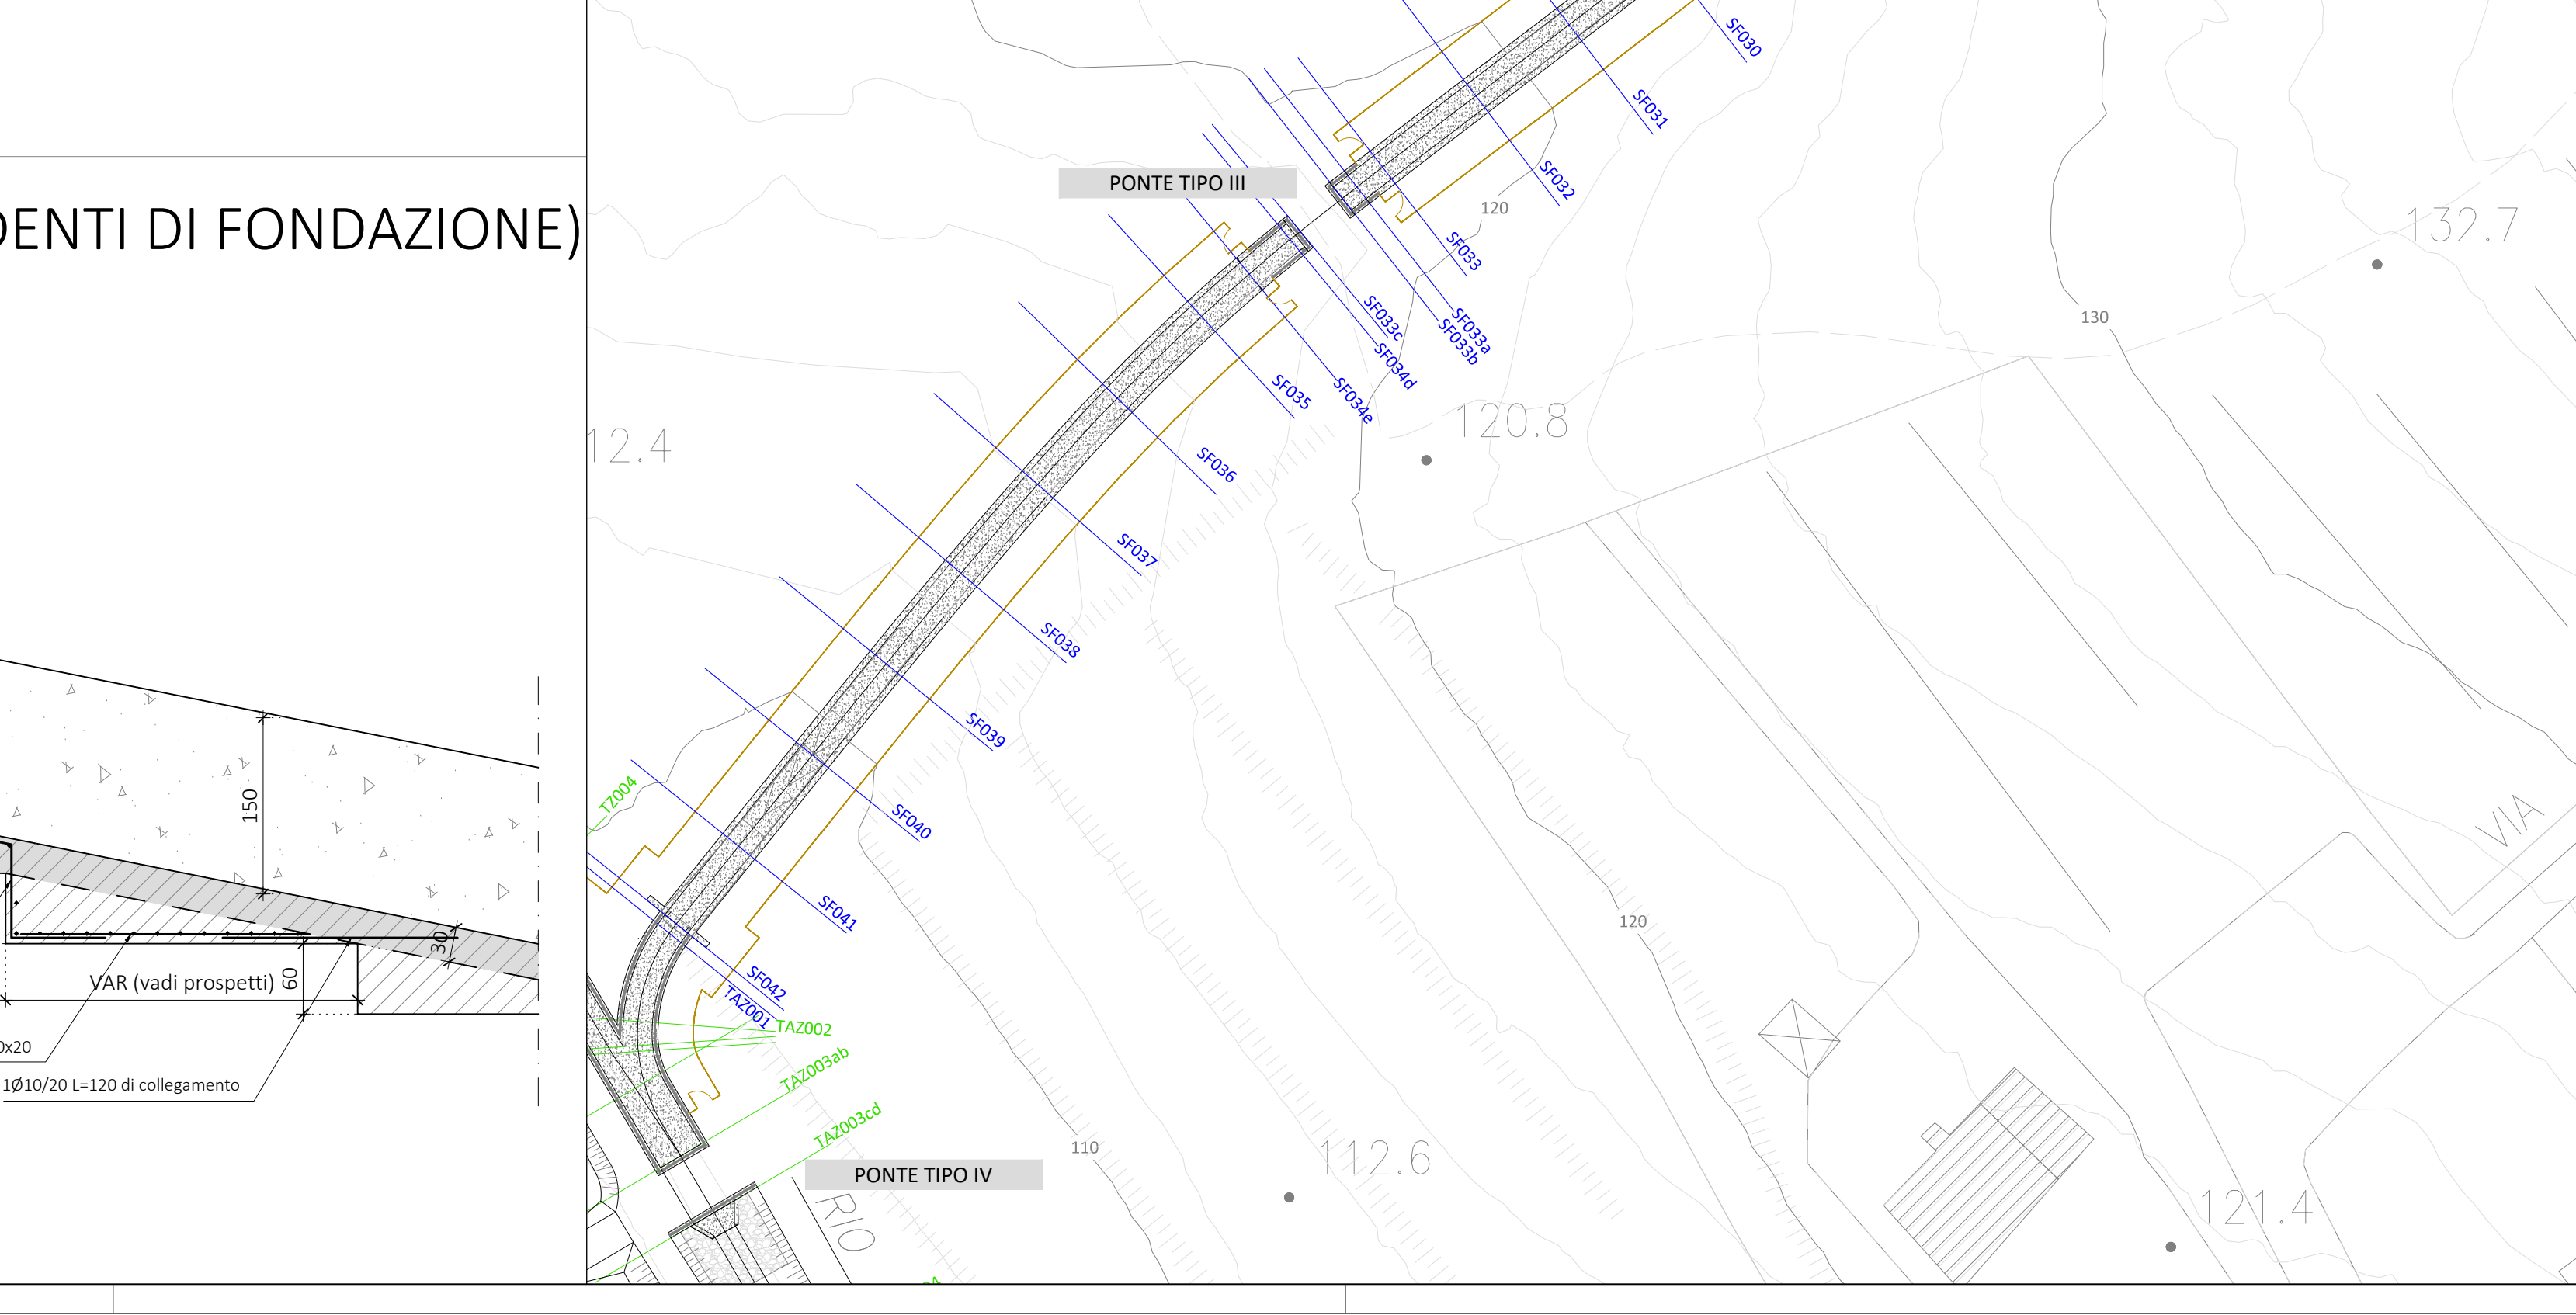 DENTI DI FONDAZIONE)
150
30
60
VAR (vadi prospetti)
0x20
1Ø10/20 L=120 di collegamento
SF030
SF031
SF032
PONTE TIPO III
120
132.7
SF033
SF033a
SF033b
SF033c
SF034d
SF034e
130
SF035
120.8
12.4
SF036
SF037
SF038
SF039
TZ004
SF040
VIA
SF041
120
SF042
TAZ001
TAZ002
TAZ003ab
TAZ003cd
110
112.6
PONTE TIPO IV
RIO
121.4